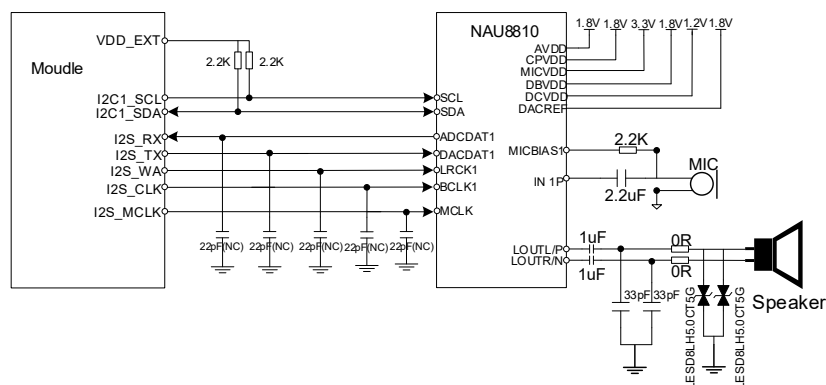 1.8V 1.8V 3.3V 1.8V 1.2V 1.8V
NAU8810
VDD_EXT
AVDD
CPVDD
2.2K 2.2K
MICVDD
Moudle
DBVDD
DCVDD
I2C1_SCL
SCL
DACREF
I2C1_SDA
SDA
I2S_RX
ADCDAT1
2.2K
I2S_TX
DACDAT1
MICBIAS1
MIC
I2S_WA
LRCK1
IN 1P
I2S_CLK
BCLK1
2.2uF
I2S_MCLK
MCLK
22pF(NC) 22pF(NC) 22pF(NC) 22pF(NC) 22pF(NC)
1uF
0R
LOUTL/P
LOUTR/N
1uF
0R
33pF 33pF
Speaker
LESD8LH5.0CT5G
LESD8LH5.0CT5G